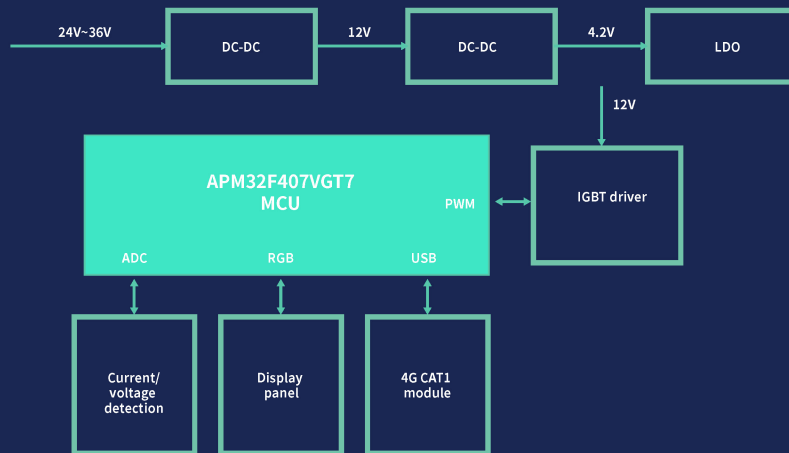 24V~36V
DC-DC
12V
DC-DC
4.2V
LDO
12V
APM32F407VGT7
MCU
PWM
IGBT driver
ADC
RGB
USB
Current/
voltage
detection
Display
panel
4G CAT1
module